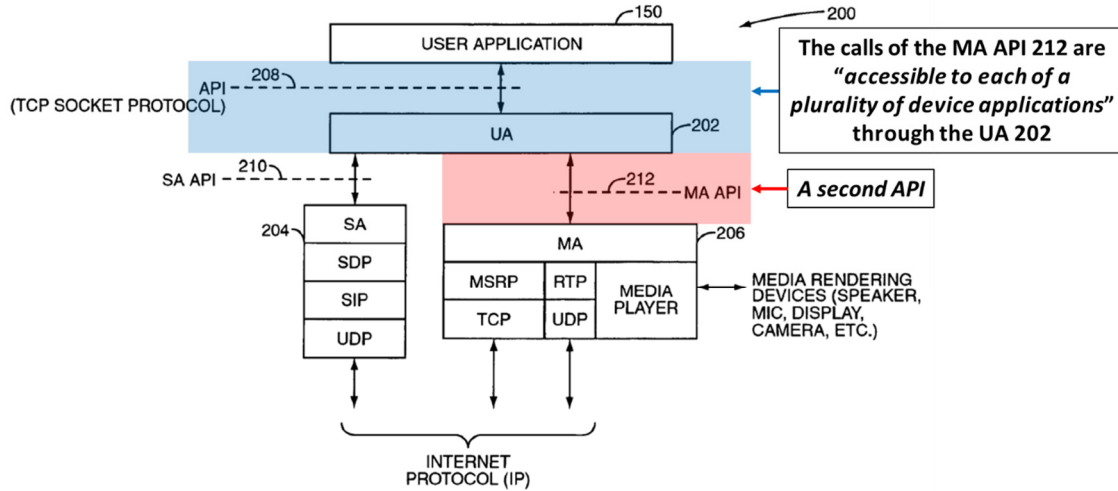 150
200
USER APPLICATION
The calls of the MA API 212 are
“accessible to each of a
plurality of device applications”
through the UA 202
API
208
(TCP SOCKET PROTOCOL)
UA
202
SA API
210
212
MA API
A second API
204
SA
SDP
SIP
UDP
206
MA
MSRP
RTP
MEDIA
PLAYER
TCP
UDP
MEDIA RENDERING
DEVICES (SPEAKER,
MIC, DISPLAY,
CAMERA, ETC.)
INTERNET
PROTOCOL (IP)